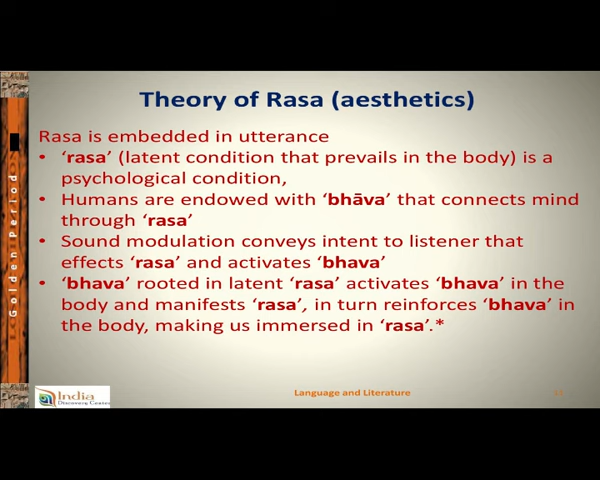 Theory of Rasa (aesthetics)
Rasa is embedded in utterance
• ‘rasa’ (latent condition that prevails in the body) is a
psychological condition,
• Humans are endowed with ‘bhāva’ that connects mind
through ‘rasa’
• Sound modulation conveys intent to listener that
effects ‘rasa’ and activates ‘bhava’
• ‘bhava’ rooted in latent ‘rasa’ activates ‘bhava’ in the
body and manifests ‘rasa’, in turn reinforces ‘bhava’ in
the body, making us immersed in ‘rasa’.*
Golden Period
India
Discovery Center
Language and Literature